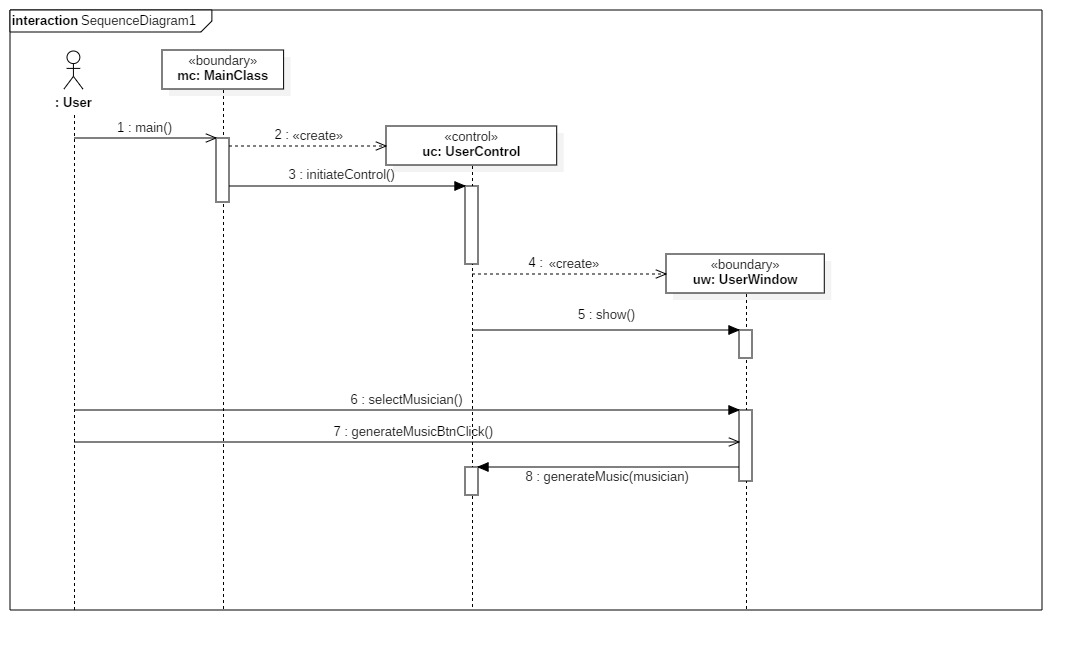 interaction SequenceDiagram1
«boundary»
mc: MainClass
: User
1 : main()
2 : «create»
«control»
uc: UserControl
3 : initiateControl()
4 : «create»
«boundary»
uw: UserWindow
5 : show()
6 : selectMusician()
7 : generateMusicBtnClick()
8 : generateMusic(musician)